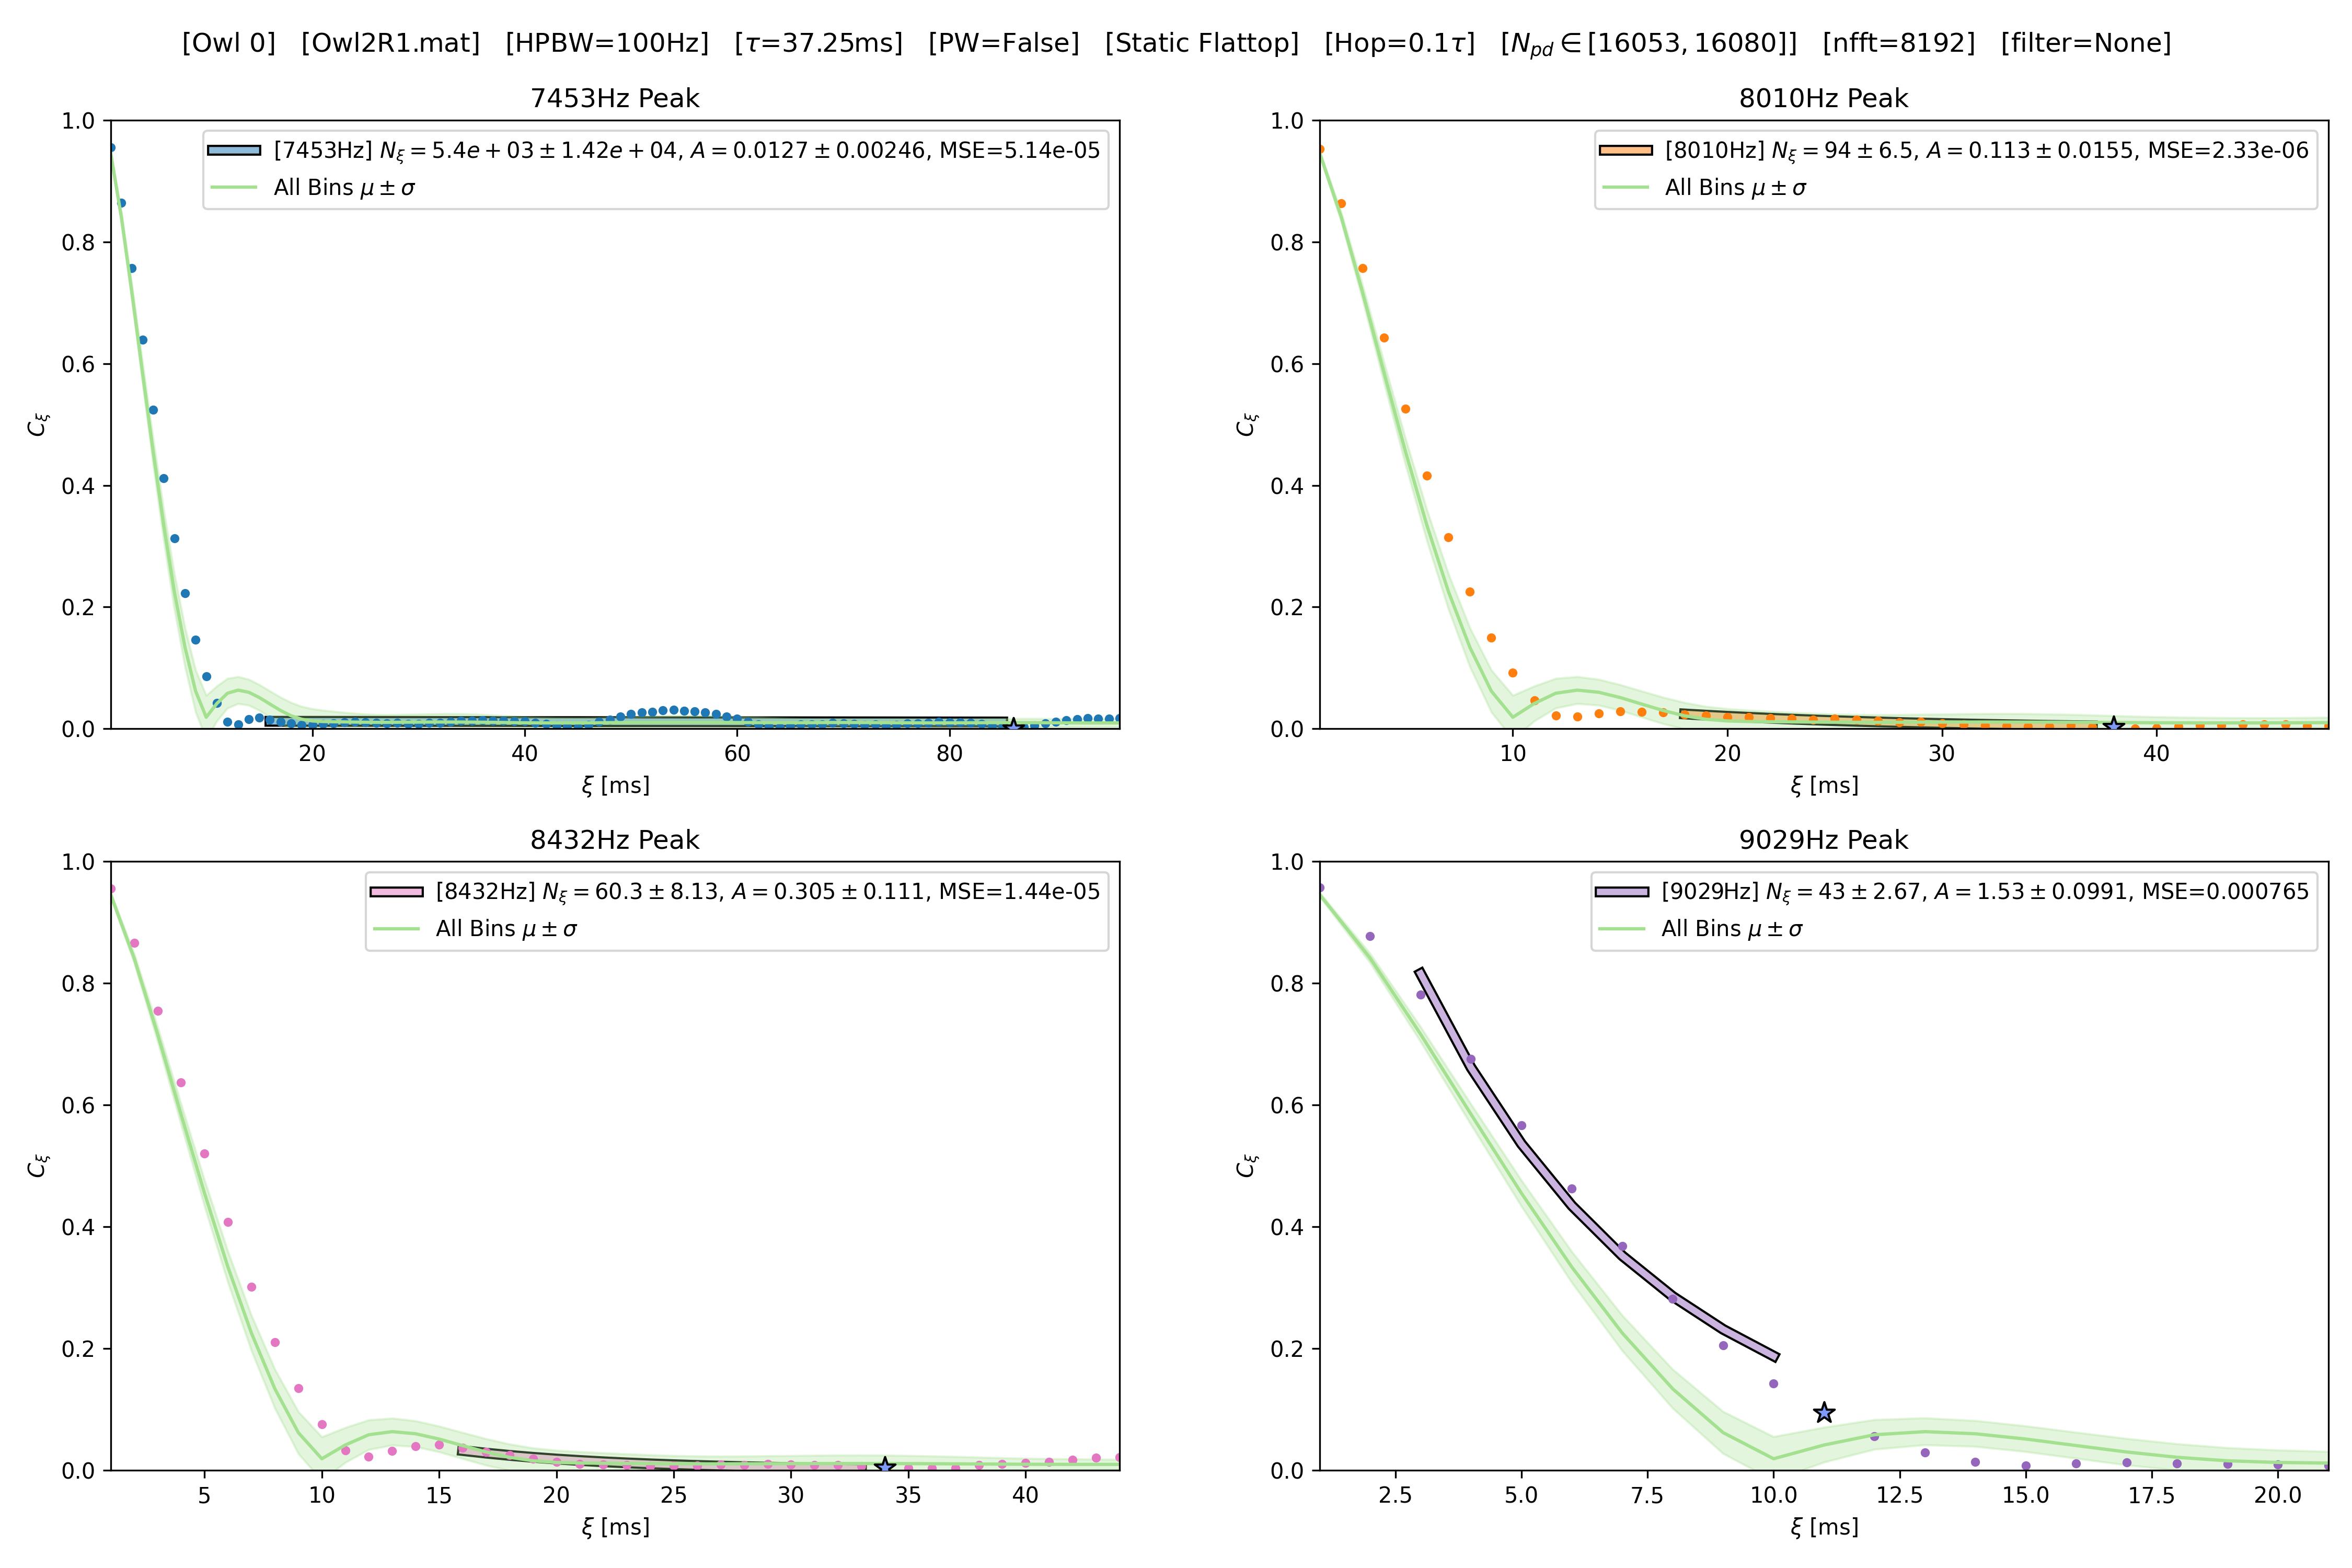 [Owl 0] [Owl2R1.mat] [HPBW=100Hz] [τ=37.25ms] [PW=False] [Static Flattop] [Hop=0.1τ] [N_pd ∈ [16053, 16080]] [nfft=8192] [filter=None]
7453Hz Peak
[7453Hz] N_ξ = 5.4e + 03 ± 1.42e + 04, A = 0.0127 ± 0.00246, MSE=5.14e-05
All Bins μ ± σ
1.0
0.8
0.6
0.4
0.2
0.0
C_ξ
20 40 60 80
ξ [ms]
8010Hz Peak
[8010Hz] N_ξ = 94 ± 6.5, A = 0.113 ± 0.0155, MSE=2.33e-06
All Bins μ ± σ
1.0
0.8
0.6
0.4
0.2
0.0
C_ξ
10 20 30 40
ξ [ms]
8432Hz Peak
[8432Hz] N_ξ = 60.3 ± 8.13, A = 0.305 ± 0.111, MSE=1.44e-05
All Bins μ ± σ
1.0
0.8
0.6
0.4
0.2
0.0
C_ξ
5 10 15 20 25 30 35 40
ξ [ms]
9029Hz Peak
[9029Hz] N_ξ = 43 ± 2.67, A = 1.53 ± 0.0991, MSE=0.000765
All Bins μ ± σ
1.0
0.8
0.6
0.4
0.2
0.0
C_ξ
2.5 5.0 7.5 10.0 12.5 15.0 17.5 20.0
ξ [ms]